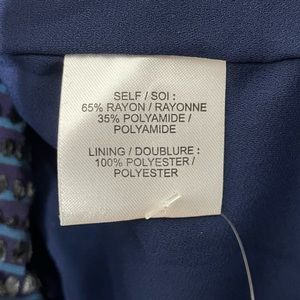 SELF / SOI :
65% RAYON / RAYONNE
35% POLYAMIDE /
POLYAMIDE
LINING / DOUBLURE :
100% POLYESTER /
POLYESTER